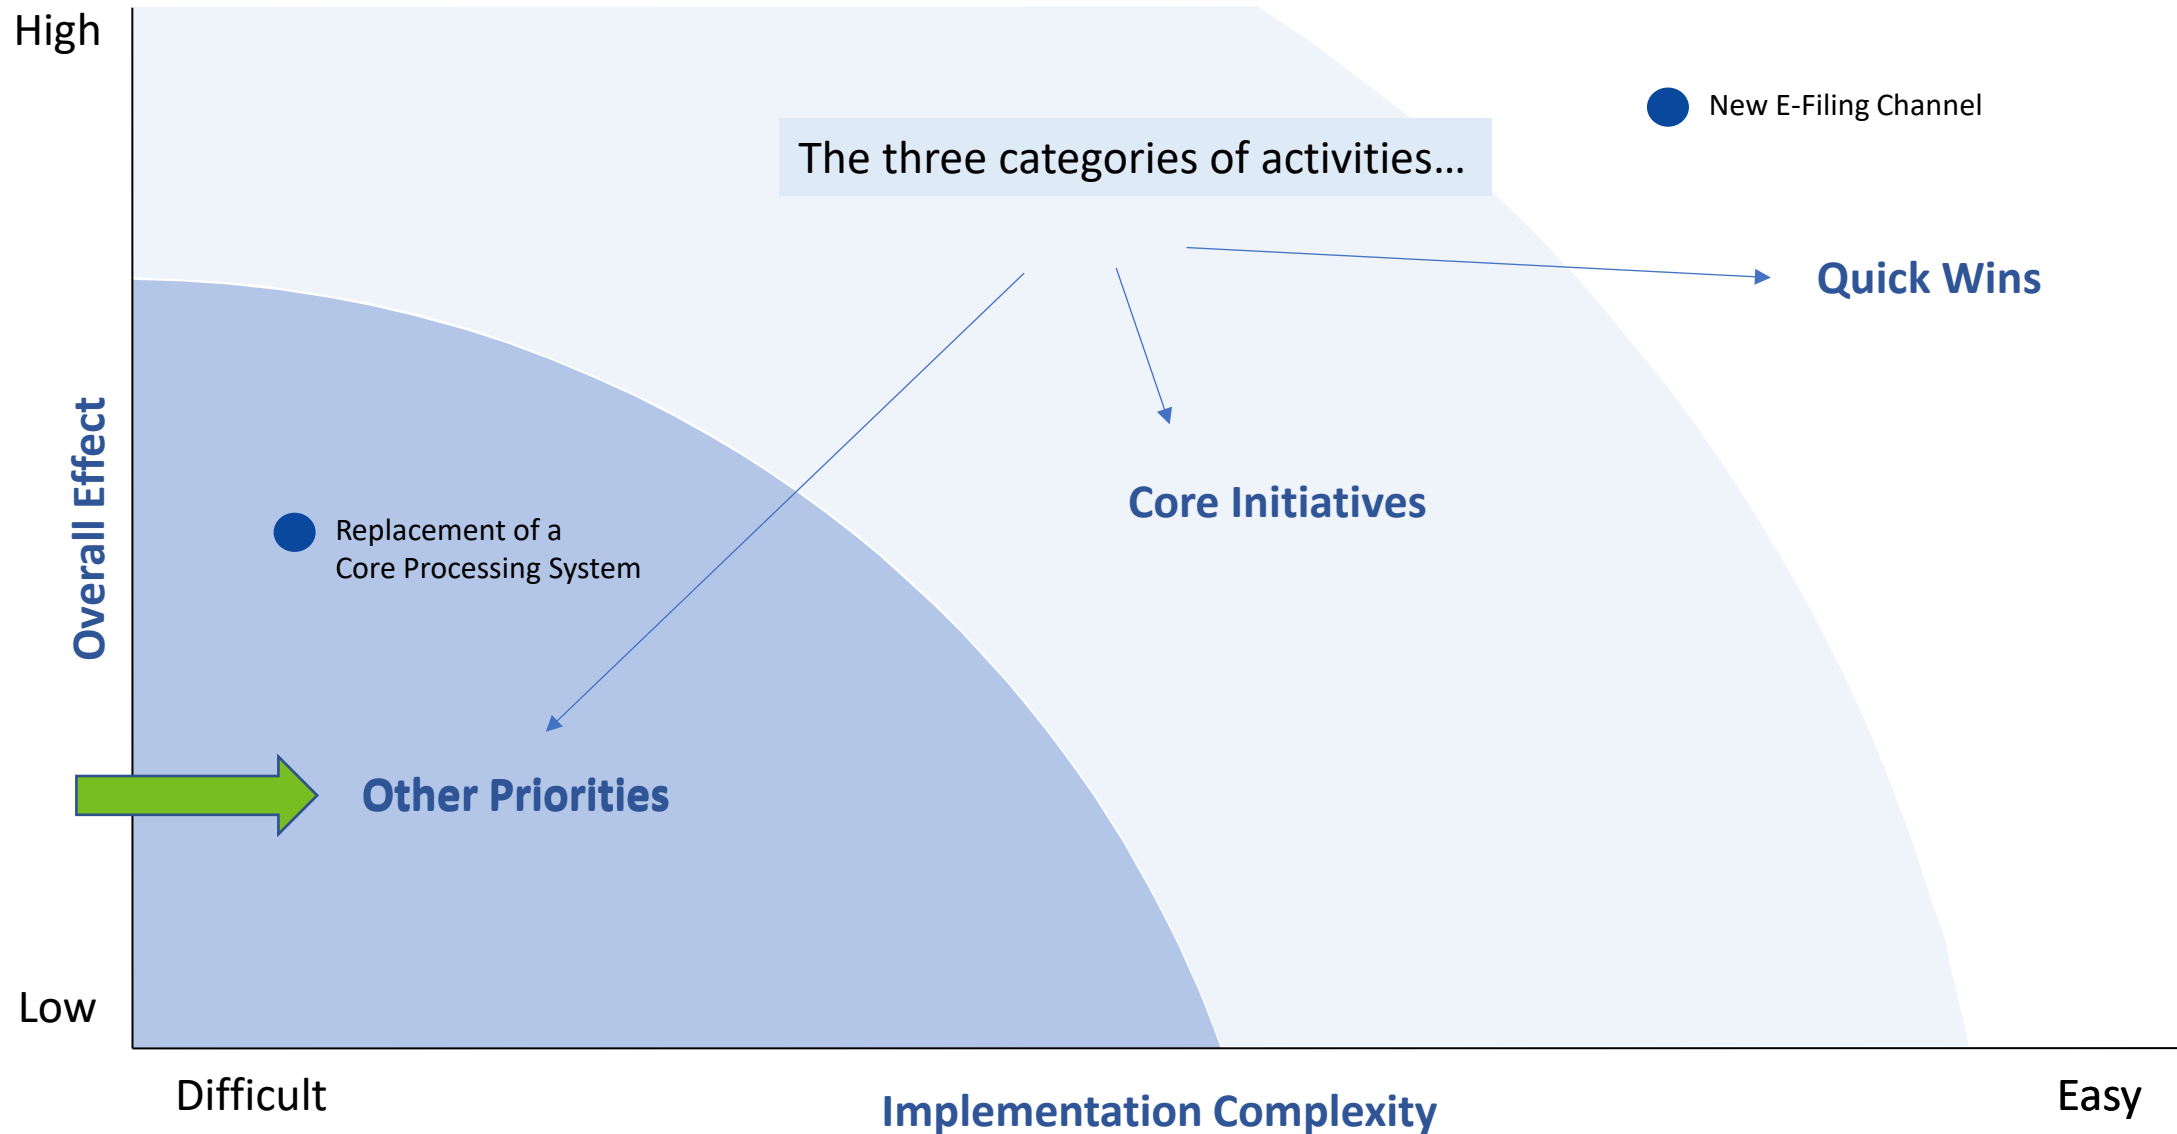 High
New E-Filing Channel
The three categories of activities…
Quick Wins
Overall Effect
Core Initiatives
Replacement of a
Core Processing System
Other Priorities
Low
Difficult
Implementation Complexity
Easy